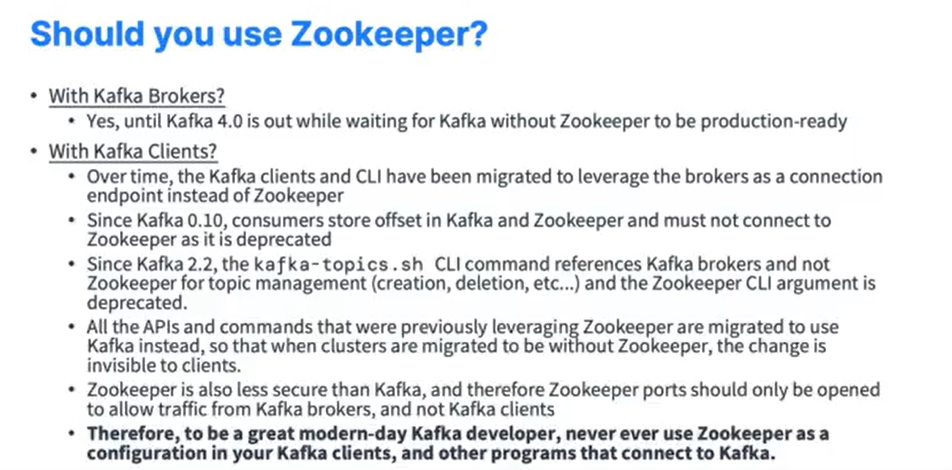 Should you use Zookeeper?
• With Kafka Brokers?
• Yes, until Kafka 4.0 is out while waiting for Kafka without Zookeeper to be production-ready
• With Kafka Clients?
• Over time, the Kafka clients and CLI have been migrated to leverage the brokers as a connection
endpoint instead of Zookeeper
• Since Kafka 0.10, consumers store offset in Kafka and Zookeeper and must not connect to
Zookeeper as it is deprecated
• Since Kafka 2.2, the kafka-topics.sh CLI command references Kafka brokers and not
Zookeeper for topic management (creation, deletion, etc...) and the Zookeeper CLI argument is
deprecated.
• All the APIs and commands that were previously leveraging Zookeeper are migrated to use
Kafka instead, so that when clusters are migrated to be without Zookeeper, the change is
invisible to clients.
• Zookeeper is also less secure than Kafka, and therefore Zookeeper ports should only be opened
to allow traffic from Kafka brokers, and not Kafka clients
• Therefore, to be a great modern-day Kafka developer, never ever use Zookeeper as a
configuration in your Kafka clients, and other programs that connect to Kafka.